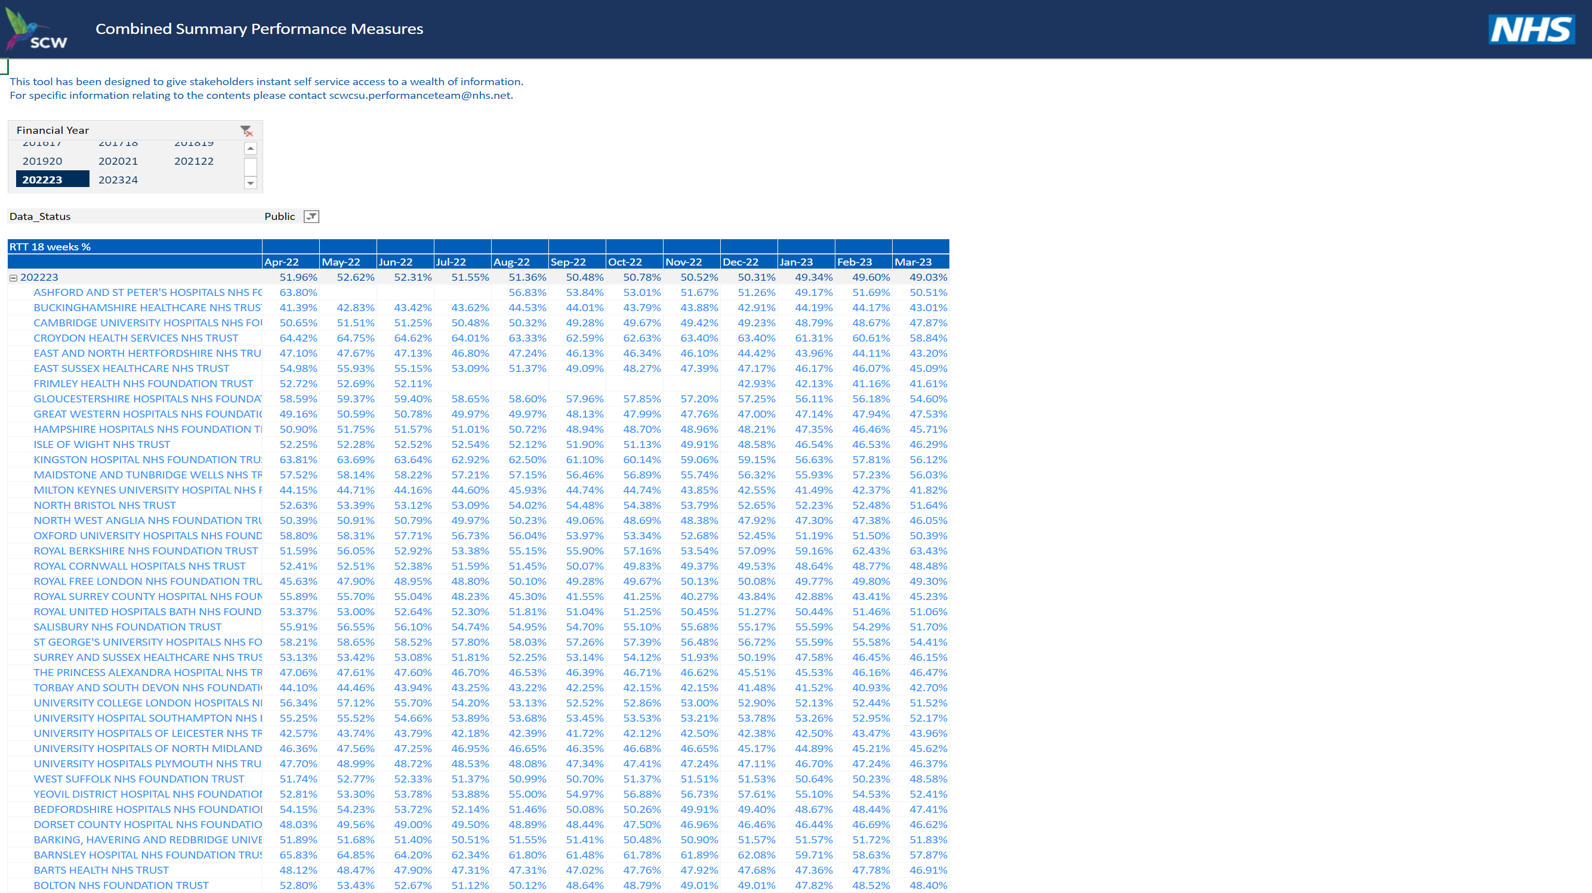 SCW
Combined Summary Performance Measures
NHS
This tool has been designed to give stakeholders instant self service access to a wealth of information.
For specific information relating to the contents please contact scwcsu.performanceteam@nhs.net.
Financial Year
201617 201718 201819
201920 202021 202122
202223 202324
Data_Status Public
RTT 18 weeks %
Apr-22 May-22 Jun-22 Jul-22 Aug-22 Sep-22 Oct-22 Nov-22 Dec-22 Jan-23 Feb-23 Mar-23
202223 51.96% 52.62% 52.31% 51.55% 51.36% 50.48% 50.78% 50.52% 50.31% 49.34% 49.60% 49.03%
ASHFORD AND ST PETER'S HOSPITALS NHS FO 63.80% 56.83% 53.84% 53.01% 51.67% 51.26% 49.17% 51.69% 50.51%
BUCKINGHAMSHIRE HEALTHCARE NHS TRUS 41.39% 42.83% 43.42% 43.62% 44.53% 44.01% 43.79% 43.88% 42.91% 44.19% 44.17% 43.01%
CAMBRIDGE UNIVERSITY HOSPITALS NHS FOU 50.65% 51.51% 51.25% 50.48% 50.32% 49.28% 49.67% 49.42% 49.23% 48.79% 48.67% 47.87%
CROYDON HEALTH SERVICES NHS TRUST 64.42% 64.75% 64.62% 64.01% 63.33% 62.59% 62.63% 63.40% 63.40% 61.31% 60.61% 58.84%
EAST AND NORTH HERTFORDSHIRE NHS TRU 47.10% 47.67% 47.13% 46.80% 47.24% 46.13% 46.34% 46.10% 44.42% 43.96% 44.11% 43.20%
EAST SUSSEX HEALTHCARE NHS TRUST 54.98% 55.93% 55.15% 53.09% 51.37% 49.09% 48.27% 47.39% 47.17% 46.17% 46.07% 45.09%
FRIMLEY HEALTH NHS FOUNDATION TRUST 52.72% 52.69% 52.11% 42.93% 42.13% 41.16% 41.61%
GLOUCESTERSHIRE HOSPITALS NHS FOUNDA 58.59% 59.37% 59.40% 58.65% 58.60% 57.96% 57.85% 57.20% 57.25% 56.11% 56.18% 54.60%
GREAT WESTERN HOSPITALS NHS FOUNDATIO 49.16% 50.59% 50.78% 49.97% 49.97% 48.13% 47.99% 47.76% 47.00% 47.14% 47.94% 47.53%
HAMPSHIRE HOSPITALS NHS FOUNDATION T 50.90% 51.75% 51.57% 51.01% 50.72% 48.94% 48.70% 48.96% 48.21% 47.35% 46.46% 45.71%
ISLE OF WIGHT NHS TRUST 52.25% 52.28% 52.52% 52.54% 52.12% 51.90% 51.13% 49.91% 48.58% 46.54% 46.53% 46.29%
KINGSTON HOSPITAL NHS FOUNDATION TRU 63.81% 63.69% 63.64% 62.92% 62.50% 61.10% 60.14% 59.06% 59.15% 56.63% 57.81% 56.12%
MAIDSTONE AND TUNBRIDGE WELLS NHS TR 57.52% 58.14% 58.22% 57.21% 57.15% 56.46% 56.89% 55.74% 56.32% 55.93% 57.23% 56.03%
MILTON KEYNES UNIVERSITY HOSPITAL NHS F 44.15% 44.71% 44.16% 44.60% 45.93% 44.74% 44.74% 43.85% 42.55% 41.49% 42.37% 41.82%
NORTH BRISTOL NHS TRUST 52.63% 53.39% 53.12% 53.09% 54.02% 54.48% 54.38% 53.79% 52.65% 52.23% 52.48% 51.64%
NORTH WEST ANGLIA NHS FOUNDATION TRU 50.39% 50.91% 50.79% 49.97% 50.23% 49.06% 48.69% 48.38% 47.92% 47.30% 47.38% 46.05%
OXFORD UNIVERSITY HOSPITALS NHS FOUND 58.80% 58.31% 57.71% 56.73% 56.04% 53.97% 53.34% 52.68% 52.45% 51.19% 51.50% 50.39%
ROYAL BERKSHIRE NHS FOUNDATION TRUST 51.59% 56.05% 52.92% 53.38% 55.15% 55.90% 57.16% 53.54% 57.09% 59.16% 62.43% 63.43%
ROYAL CORNWALL HOSPITALS NHS TRUST 52.41% 52.51% 52.38% 51.59% 51.45% 50.07% 49.83% 49.37% 49.53% 48.64% 48.77% 48.48%
ROYAL FREE LONDON NHS FOUNDATION TRU 45.63% 47.90% 48.95% 48.80% 50.10% 49.28% 49.67% 50.13% 50.08% 49.77% 49.80% 49.30%
ROYAL SURREY COUNTY HOSPITAL NHS FOUN 55.89% 55.70% 55.04% 48.23% 45.30% 41.55% 41.25% 40.27% 43.84% 42.88% 43.41% 45.23%
ROYAL UNITED HOSPITALS BATH NHS FOUND 53.37% 53.00% 52.64% 52.30% 51.81% 51.04% 51.25% 50.45% 51.27% 50.44% 51.46% 51.06%
SALISBURY NHS FOUNDATION TRUST 55.91% 56.55% 56.10% 54.74% 54.95% 54.70% 55.10% 55.68% 55.17% 55.59% 54.29% 51.70%
ST GEORGE'S UNIVERSITY HOSPITALS NHS FO 58.21% 58.65% 58.52% 57.80% 58.03% 57.26% 57.39% 56.48% 56.72% 55.59% 55.58% 54.41%
SURREY AND SUSSEX HEALTHCARE NHS TRUS 53.13% 53.42% 53.08% 51.81% 52.25% 53.14% 54.12% 51.93% 50.19% 47.58% 46.45% 46.15%
THE PRINCESS ALEXANDRA HOSPITAL NHS TR 47.06% 47.61% 47.60% 46.70% 46.53% 46.39% 46.71% 46.62% 45.51% 45.53% 46.16% 46.47%
TORBAY AND SOUTH DEVON NHS FOUNDATIO 44.10% 44.46% 43.94% 43.25% 43.22% 42.25% 42.15% 42.15% 41.48% 41.52% 40.93% 42.70%
UNIVERSITY COLLEGE LONDON HOSPITALS N 56.34% 57.12% 55.70% 54.20% 53.13% 52.52% 52.86% 53.00% 52.90% 52.13% 52.44% 51.52%
UNIVERSITY HOSPITAL SOUTHAMPTON NHS 55.25% 55.52% 54.66% 53.89% 53.68% 53.45% 53.53% 53.21% 53.78% 53.26% 52.95% 52.17%
UNIVERSITY HOSPITALS OF LEICESTER NHS TR 42.57% 43.74% 43.79% 42.18% 42.39% 41.72% 42.12% 42.50% 42.38% 42.50% 43.47% 43.96%
UNIVERSITY HOSPITALS OF NORTH MIDLAND 46.36% 47.56% 47.25% 46.95% 46.65% 46.35% 46.68% 46.65% 45.17% 44.89% 45.21% 45.62%
UNIVERSITY HOSPITALS PLYMOUTH NHS TRU 47.70% 48.99% 48.72% 48.53% 48.08% 47.34% 47.41% 47.24% 47.11% 46.70% 47.24% 46.37%
WEST SUFFOLK NHS FOUNDATION TRUST 51.74% 52.77% 52.33% 51.37% 50.99% 50.70% 51.37% 51.51% 51.53% 50.64% 50.23% 48.58%
YEOVIL DISTRICT HOSPITAL NHS FOUNDATION 52.81% 53.30% 53.78% 53.88% 55.00% 54.97% 56.88% 56.73% 57.61% 55.10% 54.53% 52.41%
BEDFORDSHIRE HOSPITALS NHS FOUNDATIO 54.15% 54.23% 53.72% 52.14% 51.46% 50.08% 50.26% 49.91% 49.40% 48.67% 48.44% 47.41%
DORSET COUNTY HOSPITAL NHS FOUNDATIO 48.03% 49.56% 49.00% 49.50% 48.89% 48.44% 47.50% 46.96% 46.46% 46.44% 46.69% 46.62%
BARKING, HAVERING AND REDBRIDGE UNIVE 51.89% 51.68% 51.40% 50.51% 51.55% 51.41% 50.48% 50.90% 51.57% 51.57% 51.72% 51.83%
BARNSLEY HOSPITAL NHS FOUNDATION TRUS 65.83% 64.85% 64.20% 62.34% 61.80% 61.48% 61.78% 61.89% 62.08% 59.71% 58.63% 57.87%
BARTS HEALTH NHS TRUST 48.12% 48.47% 47.90% 47.31% 47.31% 47.02% 47.76% 47.92% 47.68% 47.36% 47.78% 46.91%
BOLTON NHS FOUNDATION TRUST 52.80% 53.43% 52.67% 51.12% 50.12% 48.64% 48.79% 49.01% 49.01% 47.82% 48.52% 48.40%